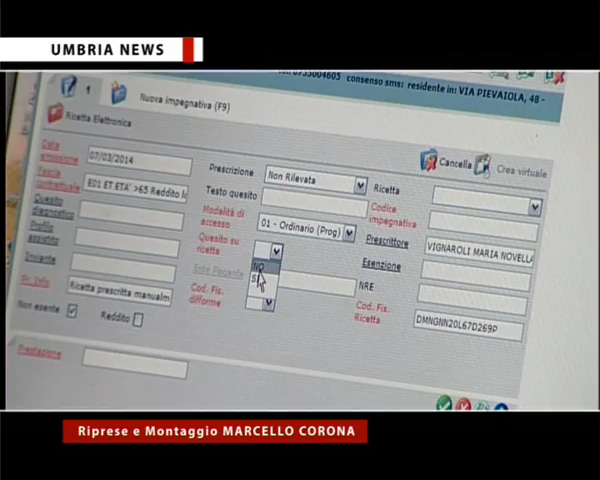 UMBRIA NEWS
consenso sms: residente in: VIA PIEVAIOLA, 48 -
1 Nuova impegnativa (F9)
Ricetta Elettronica
Cancella Crea virtuale
Data emissione 07/03/2014 Prescrizione Non Rilevata Ricetta
Fascia contrattuale E01 ET ETA' >65 Reddito Testo quesito Codice impegnativa
Quesito diagnostico Modalità di accesso 01 - Ordinario (Prog) Prescrittore VIGNAROLI MARIA NOVELLA
Profilo assistito Quesito su ricetta NO Esenzione
Inviante Ente Pagante NRE
Pr. Info Ricetta prescritta manualm Cod. Fis. difforme Cod. Fis. Ricetta DMNGNN20L67D269P
Non esente Reddito
Prestazione
Riprese e Montaggio MARCELLO CORONA